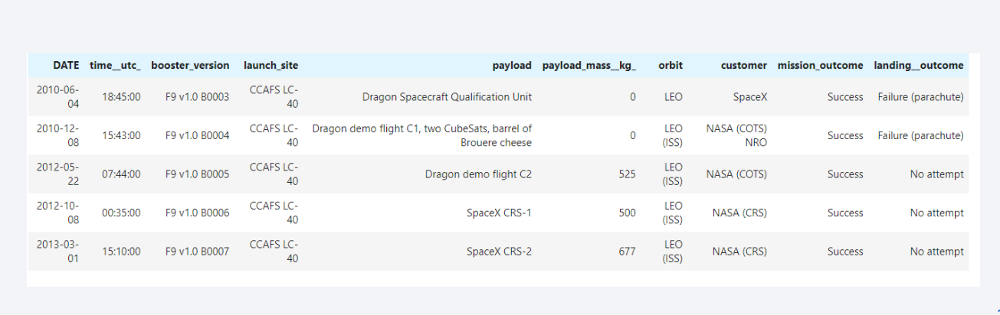 DATE time__utc_ booster_version launch_site payload payload_mass__kg_ orbit customer mission_outcome landing__outcome
2010-06-04 18:45:00 F9 v1.0 B0003 CCAFS LC-40 Dragon Spacecraft Qualification Unit 0 LEO SpaceX Success Failure (parachute)
2010-12-08 15:43:00 F9 v1.0 B0004 CCAFS LC-40 Dragon demo flight C1, two CubeSats, barrel of Brouere cheese 0 LEO (ISS) NASA (COTS) NRO Success Failure (parachute)
2012-05-22 07:44:00 F9 v1.0 B0005 CCAFS LC-40 Dragon demo flight C2 525 LEO (ISS) NASA (COTS) Success No attempt
2012-10-08 00:35:00 F9 v1.0 B0006 CCAFS LC-40 SpaceX CRS-1 500 LEO (ISS) NASA (CRS) Success No attempt
2013-03-01 15:10:00 F9 v1.0 B0007 CCAFS LC-40 SpaceX CRS-2 677 LEO (ISS) NASA (CRS) Success No attempt